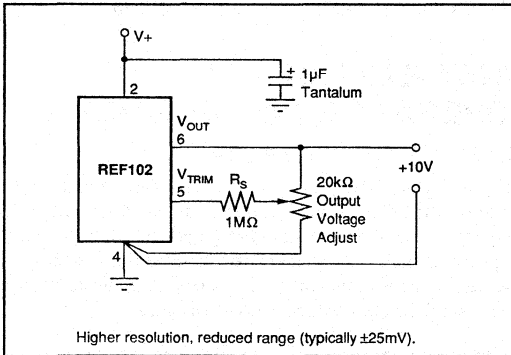 V+
2
+ 1µF
Tantalum
V_OUT
6
REF102
V_TRIM
5
R_S
1MΩ
20kΩ
Output
Voltage
Adjust
+10V
4
Higher resolution, reduced range (typically ±25mV).